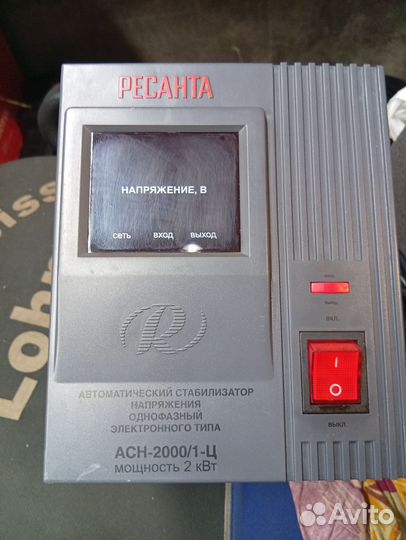 РЕСАНТА
НАПРЯЖЕНИЕ, В
сеть вход выход
ВКЛ.
ВЫКЛ.
АВТОМАТИЧЕСКИЙ СТАБИЛИЗАТОР
НАПРЯЖЕНИЯ
ОДНОФАЗНЫЙ
ЭЛЕКТРОННОГО ТИПА
АСН-2000/1-Ц
мощность 2 кВт
Lohr
Avito